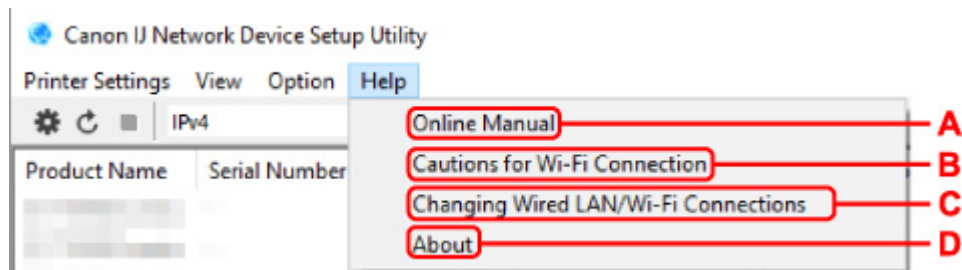 Canon IJ Network Device Setup Utility
Printer Settings View Option Help
IPv4
Online Manual A
Cautions for Wi-Fi Connection B
Product Name Serial Number
Changing Wired LAN/Wi-Fi Connections C
About D